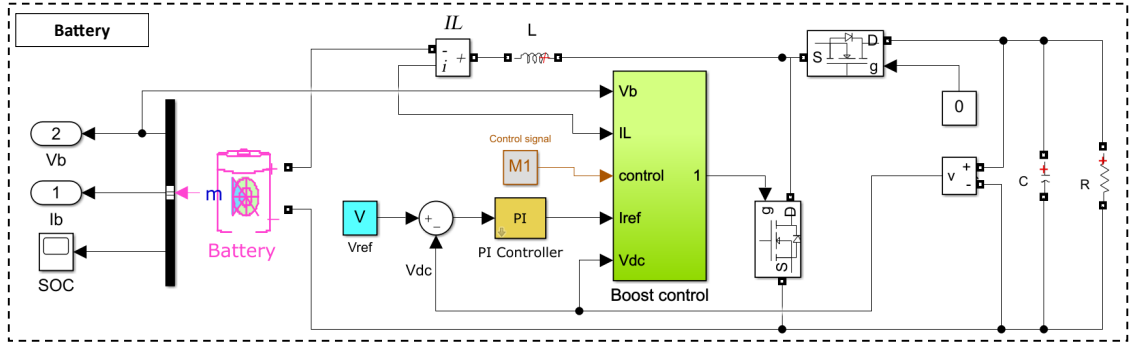 Battery
IL
L
-
+
i
S
D
g
0
Vb
IL
control
Iref
Vdc
1
Boost control
2
Vb
1
Ib
SOC
m
+
Battery
Control signal
M1
V
Vref
+
−
Vdc
PI
PI Controller
g
D
S
v
+
-
C
+
R
+